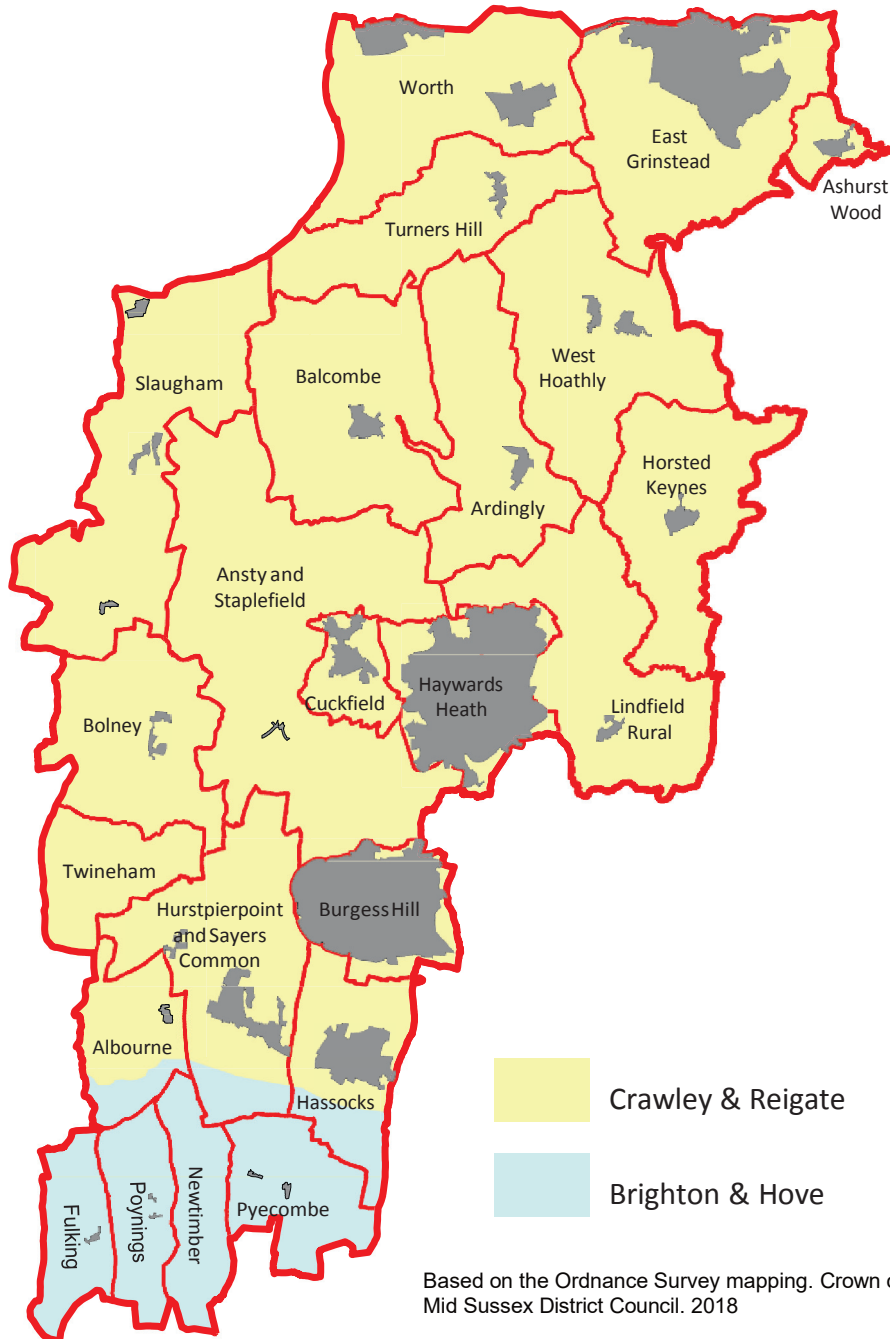 Worth
East
Grinstead
Ashurst
Wood
Turners Hill
West
Hoathly
Slaugham
Balcombe
Horsted
Keynes
Ardingly
Ansty and
Staplefield
Cuckfield
Haywards
Heath
Lindfield
Rural
Bolney
Twineham
Hurstpierpoint
and Sayers
Common
Burgess Hill
Albourne
Hassocks
Crawley & Reigate
Fulking
Poynings
Newtimber
Pyecombe
Brighton & Hove
Based on the Ordnance Survey mapping. Crown
Mid Sussex District Council. 2018